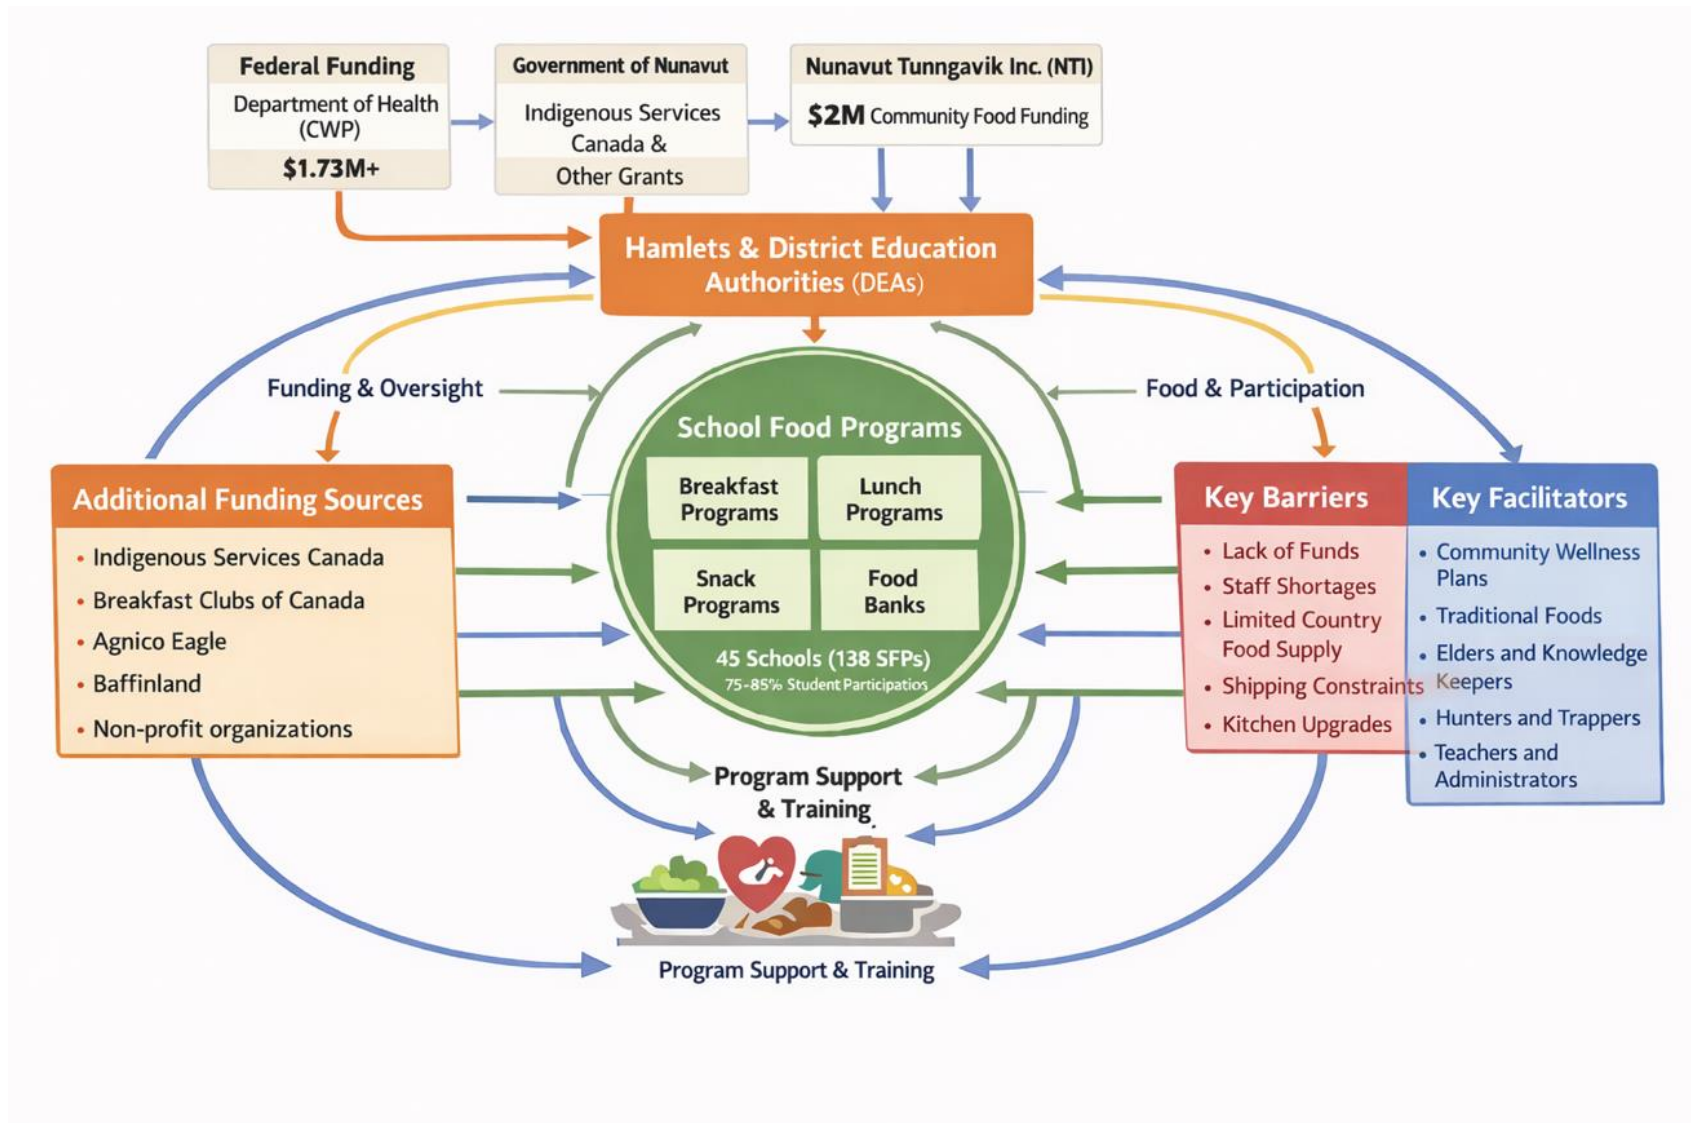 Federal Funding
Department of Health
(CWP)
$1.73M+
Government of Nunavut
Indigenous Services
Canada &
Other Grants
Nunavut Tunngavik Inc. (NTI)
$2M Community Food Funding
Hamlets & District Education
Authorities (DEAs)
Funding & Oversight
Food & Participation
School Food Programs
Breakfast
Programs
Lunch
Programs
Snack
Programs
Food
Banks
45 Schools (138 SFPs)
75-85% Student Participatios
Additional Funding Sources
• Indigenous Services Canada
• Breakfast Clubs of Canada
• Agnico Eagle
• Baffinland
• Non-profit organizations
Key Barriers
• Lack of Funds
• Staff Shortages
• Limited Country
Food Supply
• Shipping Constraints
• Kitchen Upgrades
Key Facilitators
• Community Wellness
Plans
• Traditional Foods
• Elders and Knowledge
Keepers
• Hunters and Trappers
• Teachers and
Administrators
Program Support
& Training
Program Support & Training